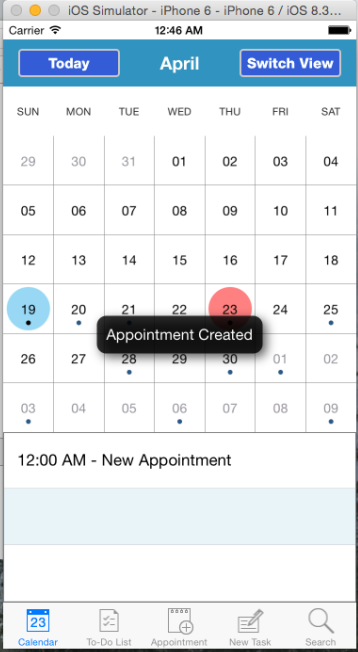 iOS Simulator - iPhone 6 - iPhone 6 / iOS 8.3...
Carrier 12:46 AM
Today April Switch View
SUN MON TUE WED THU FRI SAT
29 30 31 01 02 03 04
05 06 07 08 09 10 11
12 13 14 15 16 17 18
19 20 21 22 23 24 25
Appointment Created
26 27 28 29 30 01 02
03 04 05 06 07 08 09
12:00 AM - New Appointment
23
Calendar To-Do List Appointment New Task Search